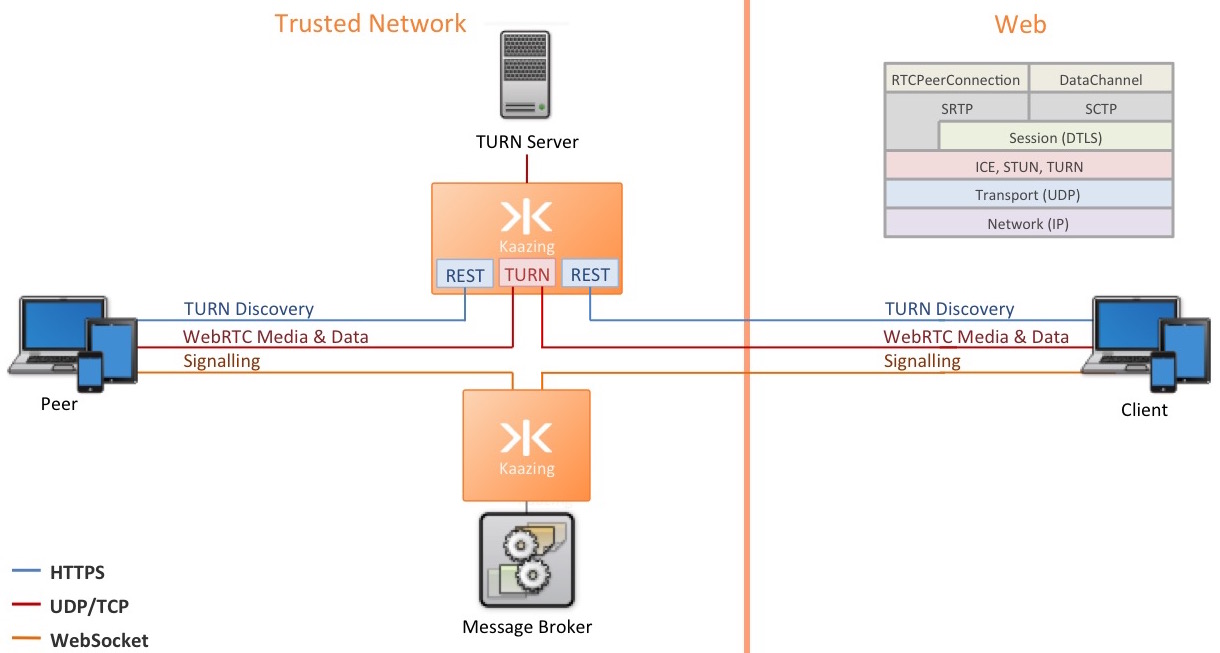 Trusted Network
Web
RTCPeerConnection
DataChannel
SRTP
SCTP
Session (DTLS)
ICE, STUN, TURN
Transport (UDP)
Network (IP)
TURN Server
Kaazing
REST
TURN
REST
TURN Discovery
TURN Discovery
WebRTC Media & Data
WebRTC Media & Data
Signalling
Signalling
Peer
Client
Kaazing
Message Broker
HTTPS
UDP/TCP
WebSocket